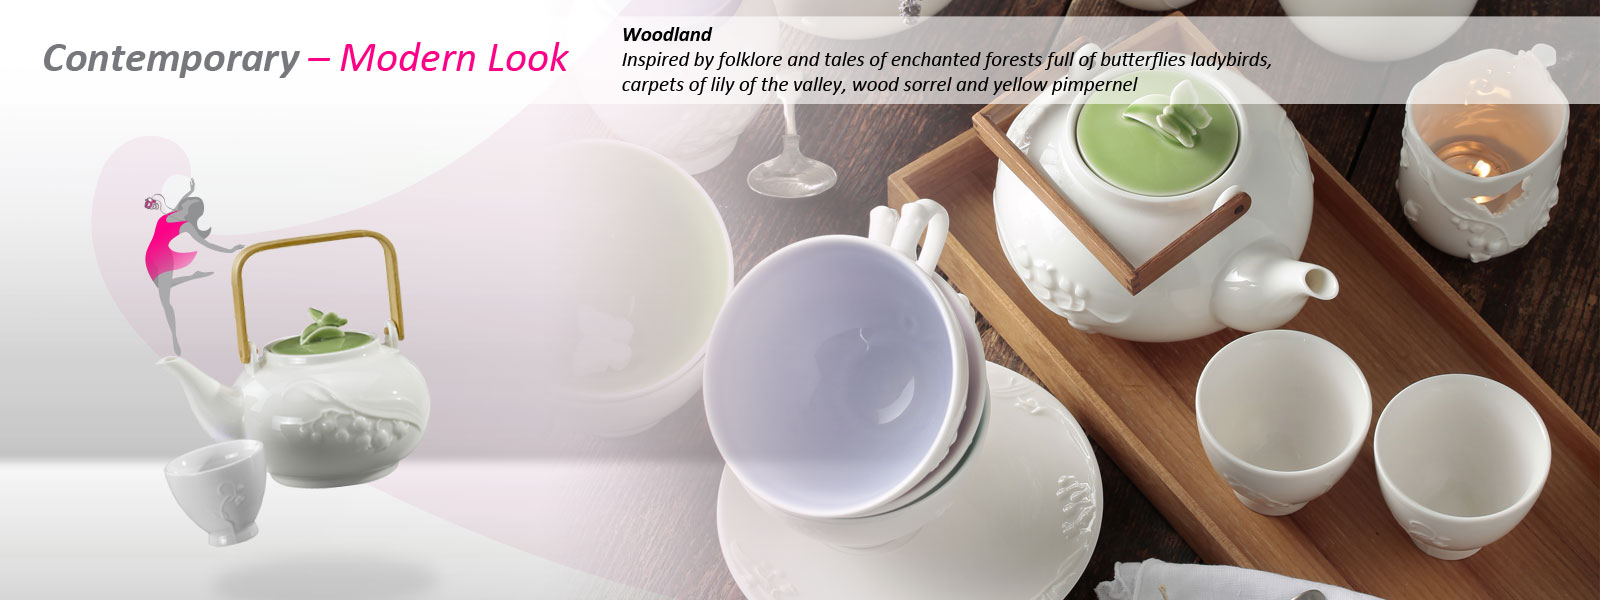 Contemporary – Modern Look
Woodland
Inspired by folklore and tales of enchanted forests full of butterflies ladybirds,
carpets of lily of the valley, wood sorrel and yellow pimpernel